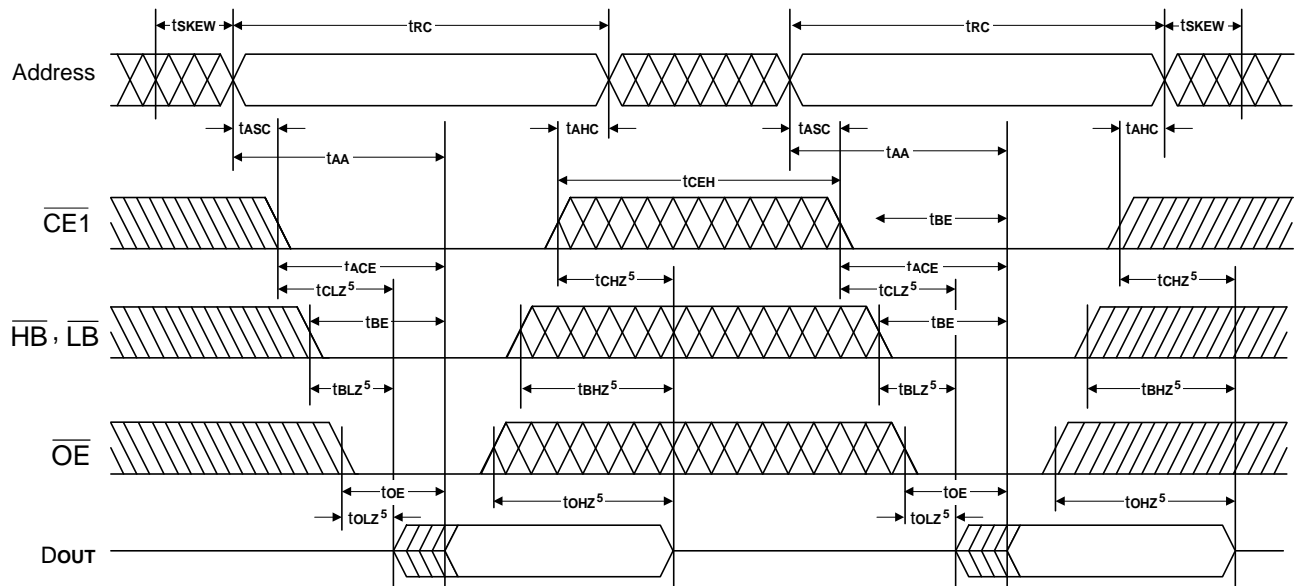 tSKEW tRC tRC tSKEW
Address
tASC tAHC tASC tAHC
tAA tAA
tCEH
CE1
tBE
tACE tACE
tCLZ5 tCHZ5 tCLZ5 tCHZ5
HB , LB
tBE tBE
tBLZ5 tBHZ5 tBLZ5 tBHZ5
OE
tOE tOE
tOLZ5 tOHZ5 tOLZ5 tOHZ5
DOUT